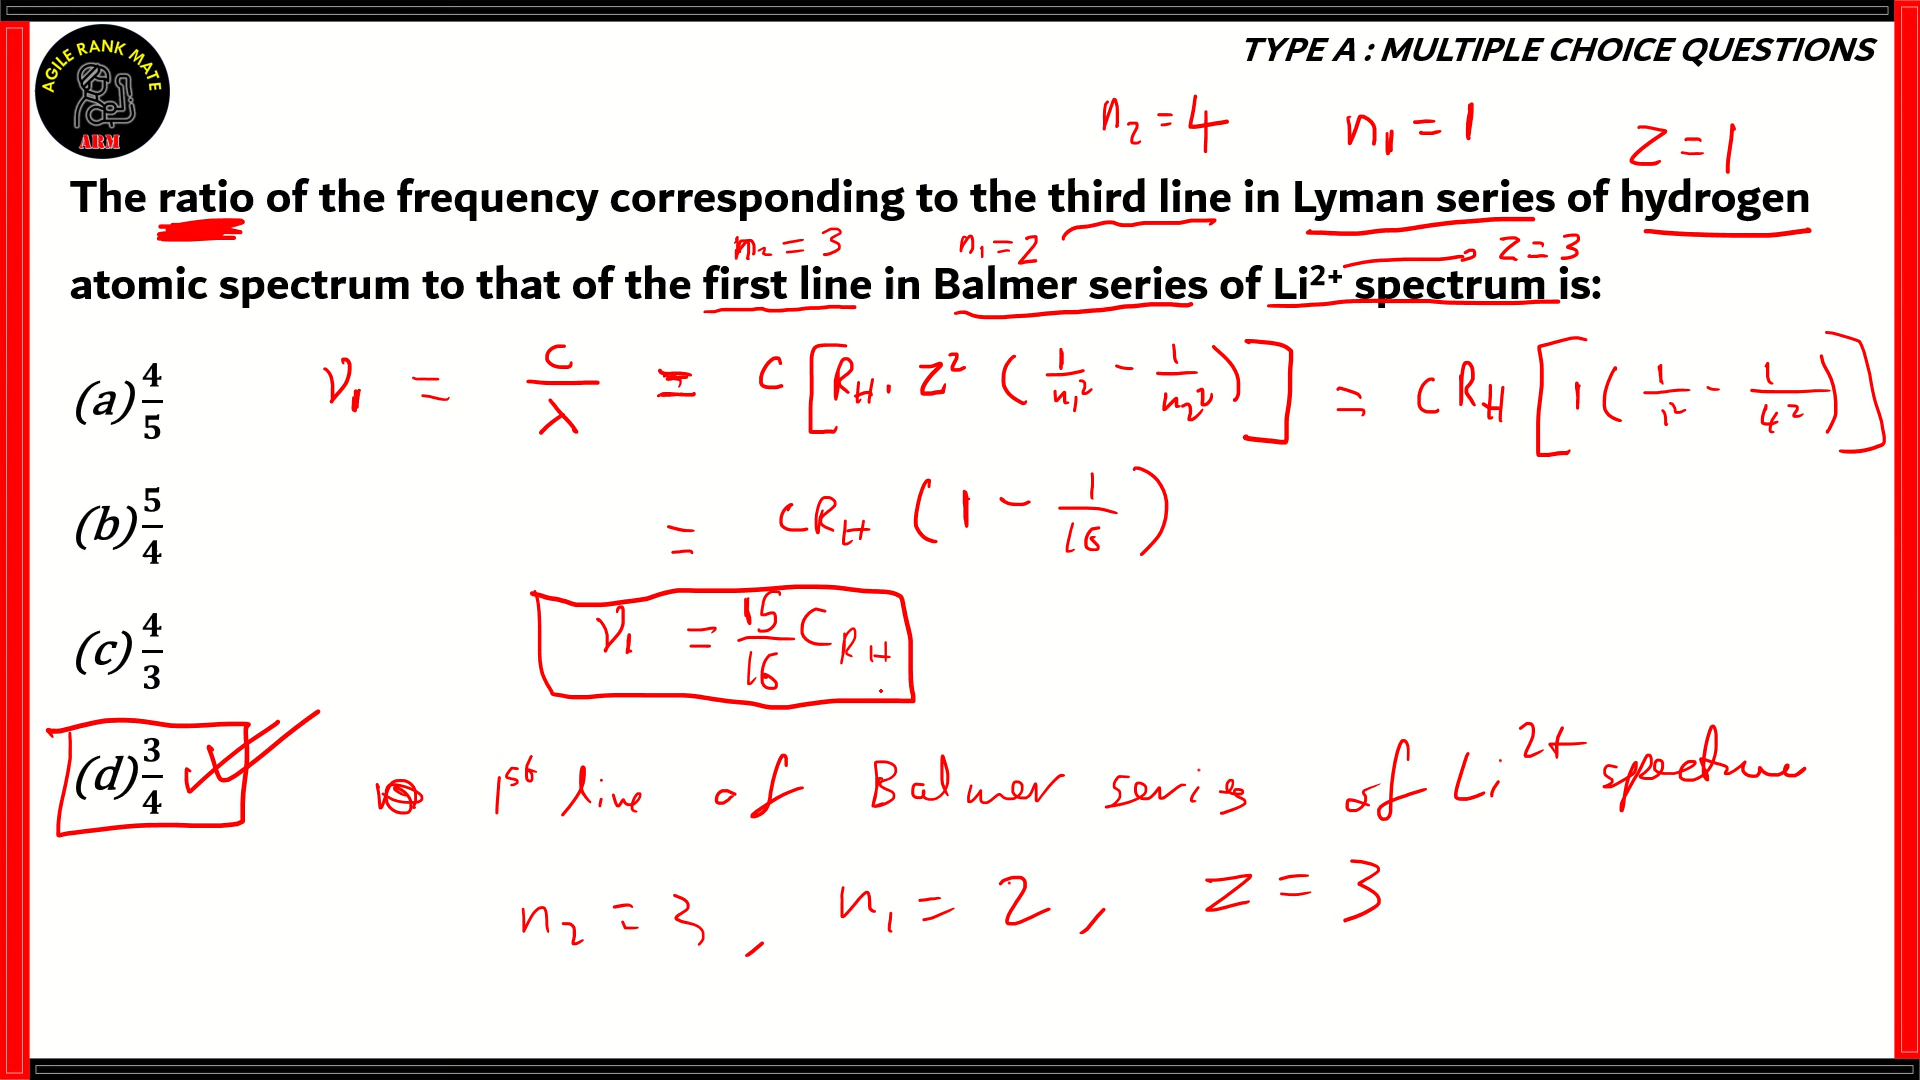 AGILE RANK MATE
ARM
TYPE A : MULTIPLE CHOICE QUESTIONS
n₂ = 4 n₁ = 1 Z = 1
The ratio of the frequency corresponding to the third line in Lyman series of hydrogen
n₂ = 3 n₁ = 2 Z = 3
atomic spectrum to that of the first line in Balmer series of Li²⁺ spectrum is:
(a) 4/5
ν₁ = c/λ = C [R_H . Z² (1/n₁² - 1/n₂²)] = C R_H [1 (1/1² - 1/4²)]
(b) 5/4
= C R_H (1 - 1/16)
(c) 4/3
ν₁ = 15/16 C R_H
(d) 3/4
1st line of Balmer series of Li²⁺ spectrum
n₂ = 3 , n₁ = 2 , Z = 3